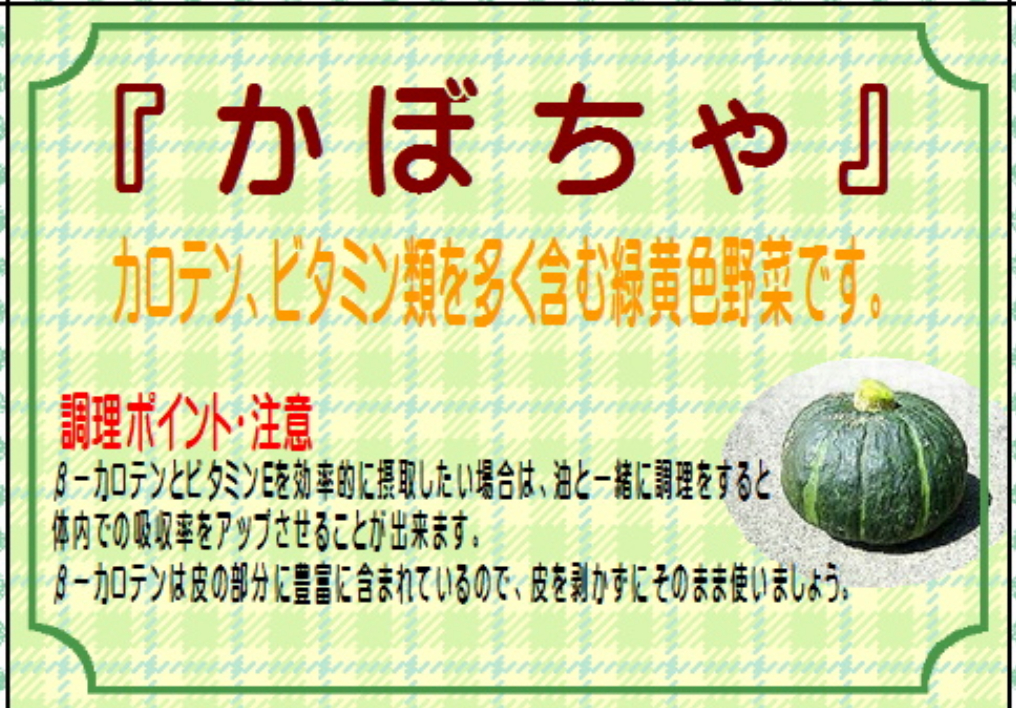 『かぼちゃ』
カロテン、ビタミン類を多く含む緑黄色野菜です。
調理ポイント・注意
β－カロテンとビタミンEを効率的に摂取したい場合は、油と一緒に調理をすると
体内での吸収率をアップさせることが出来ます。
β－カロテンは皮の部分に豊富に含まれているので、皮を剥かずにそのまま使いましょう。